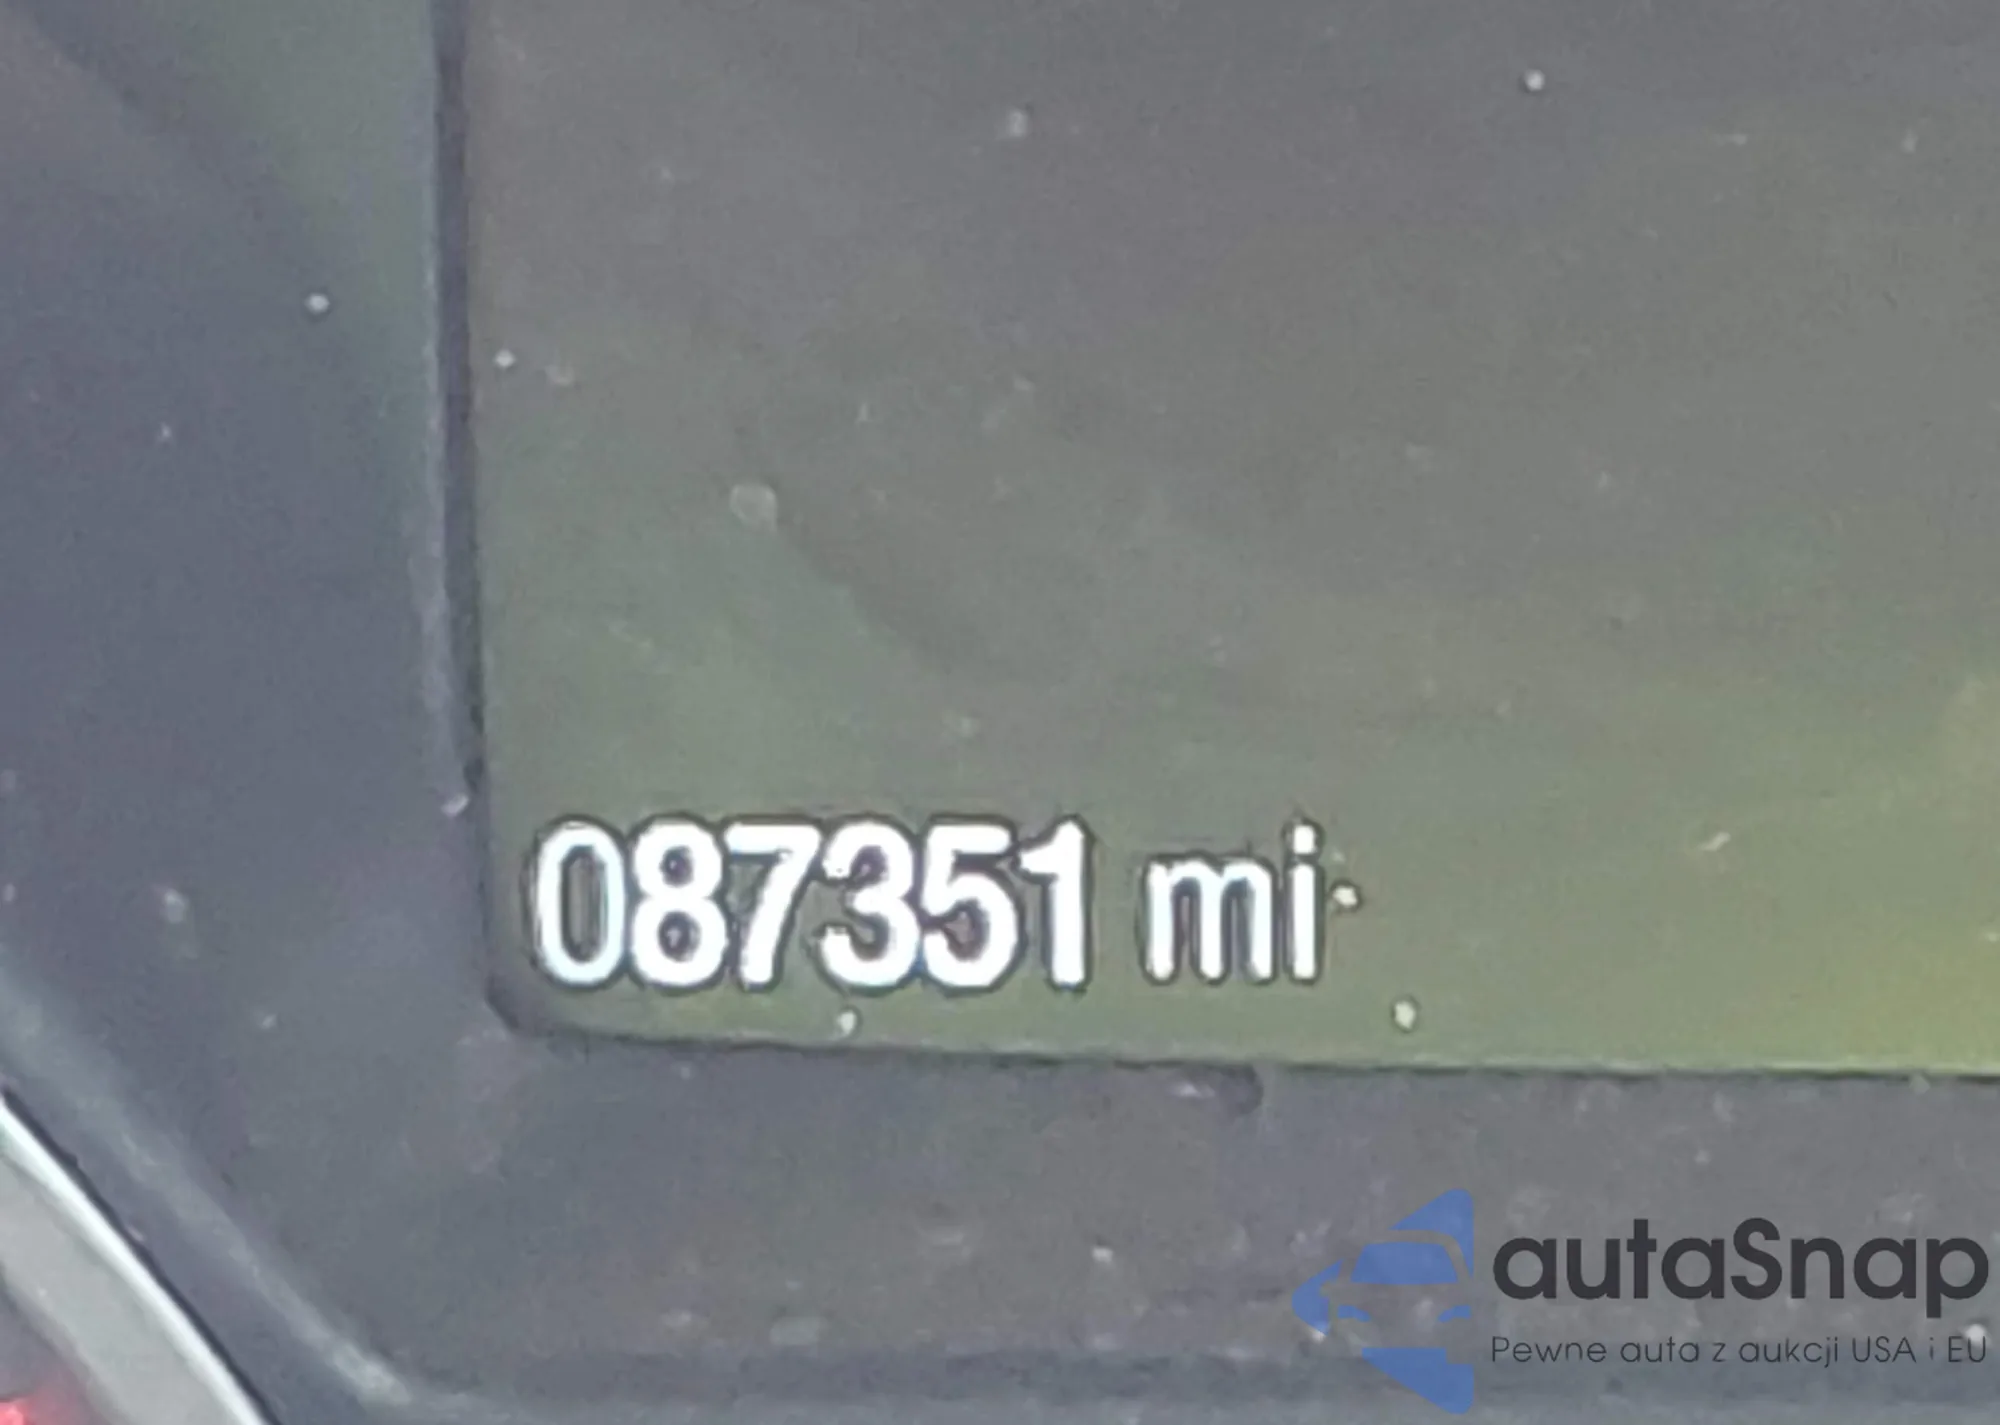 087351 mi
autaSnap
Pewne auta z aukcji USA i EU